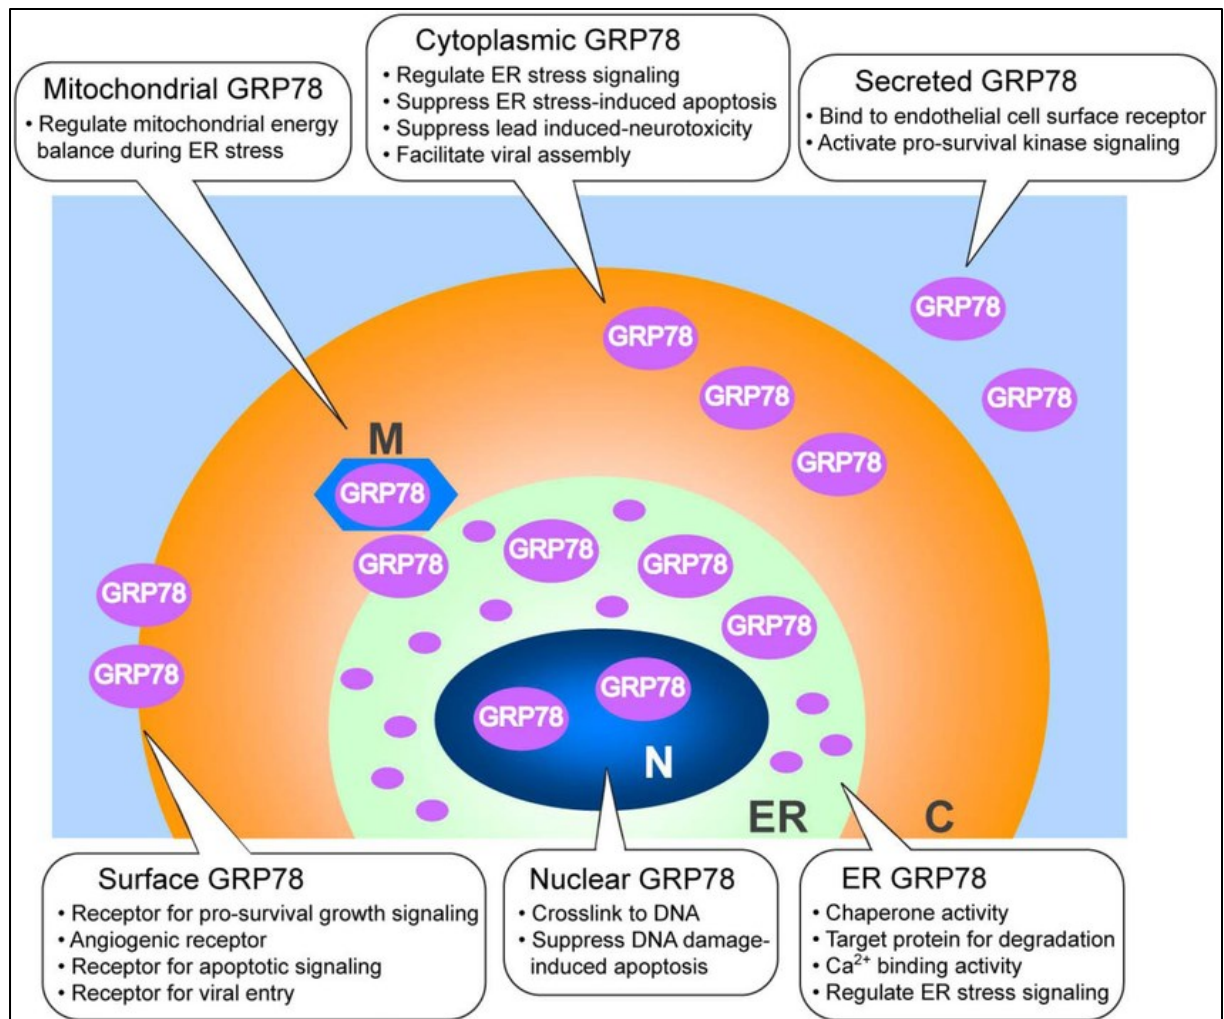 Cytoplasmic GRP78
• Regulate ER stress signaling
• Suppress ER stress-induced apoptosis
• Suppress lead induced-neurotoxicity
• Facilitate viral assembly
Mitochondrial GRP78
• Regulate mitochondrial energy
balance during ER stress
Secreted GRP78
• Bind to endothelial cell surface receptor
• Activate pro-survival kinase signaling
GRP78
GRP78
GRP78
GRP78
GRP78
M
GRP78
GRP78
GRP78
GRP78
GRP78
GRP78
GRP78
GRP78
GRP78
N
ER
C
Surface GRP78
• Receptor for pro-survival growth signaling
• Angiogenic receptor
• Receptor for apoptotic signaling
• Receptor for viral entry
Nuclear GRP78
• Crosslink to DNA
• Suppress DNA damage-
induced apoptosis
ER GRP78
• Chaperone activity
• Target protein for degradation
• Ca²⁺ binding activity
• Regulate ER stress signaling